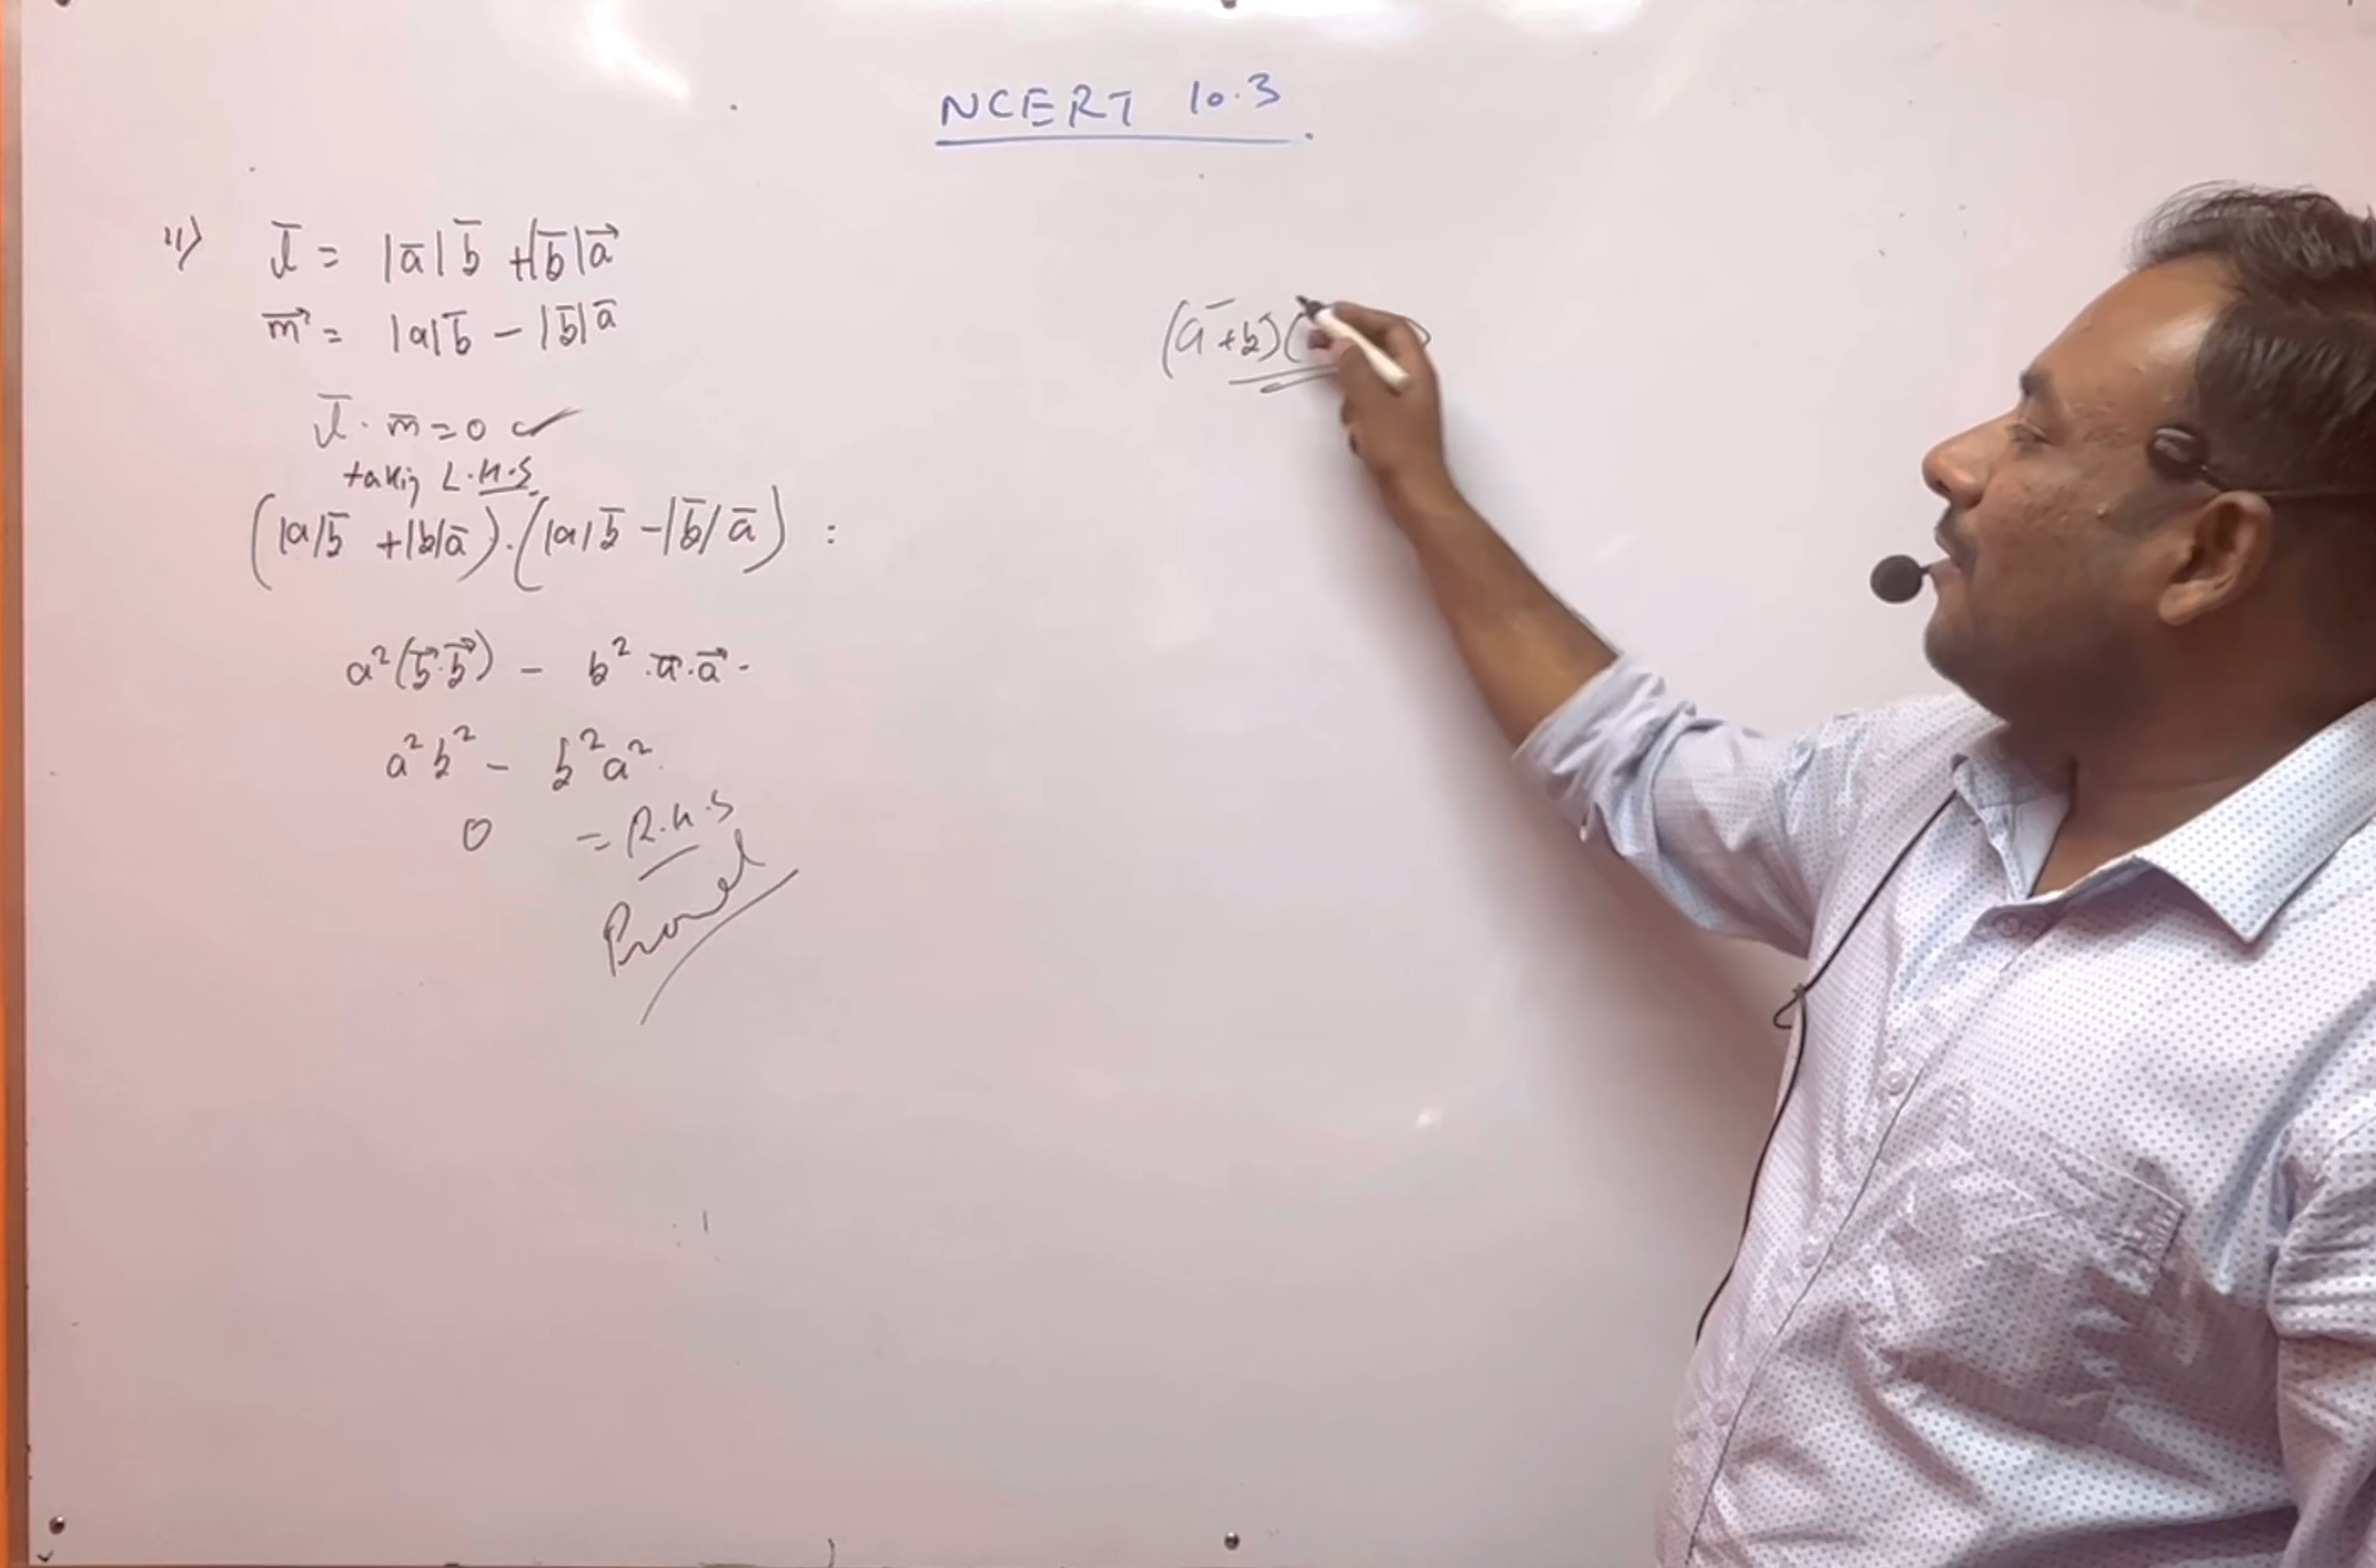 NCERT 10.3
11) l̅ = |a̅|b̅ + |b̅|a⃗
m⃗ = |a|b̅ - |b̅|a̅
l̅ · m̅ = 0 ✓
taking L.H.S.
(|a|b̅ + |b|a̅) · (|a|b̅ - |b̅|a̅) :
a²(b⃗·b⃗) - b² · a⃗·a⃗ -
a²b² - b²a².
0 = R.H.S
Proved
(a̅ + b̅)(